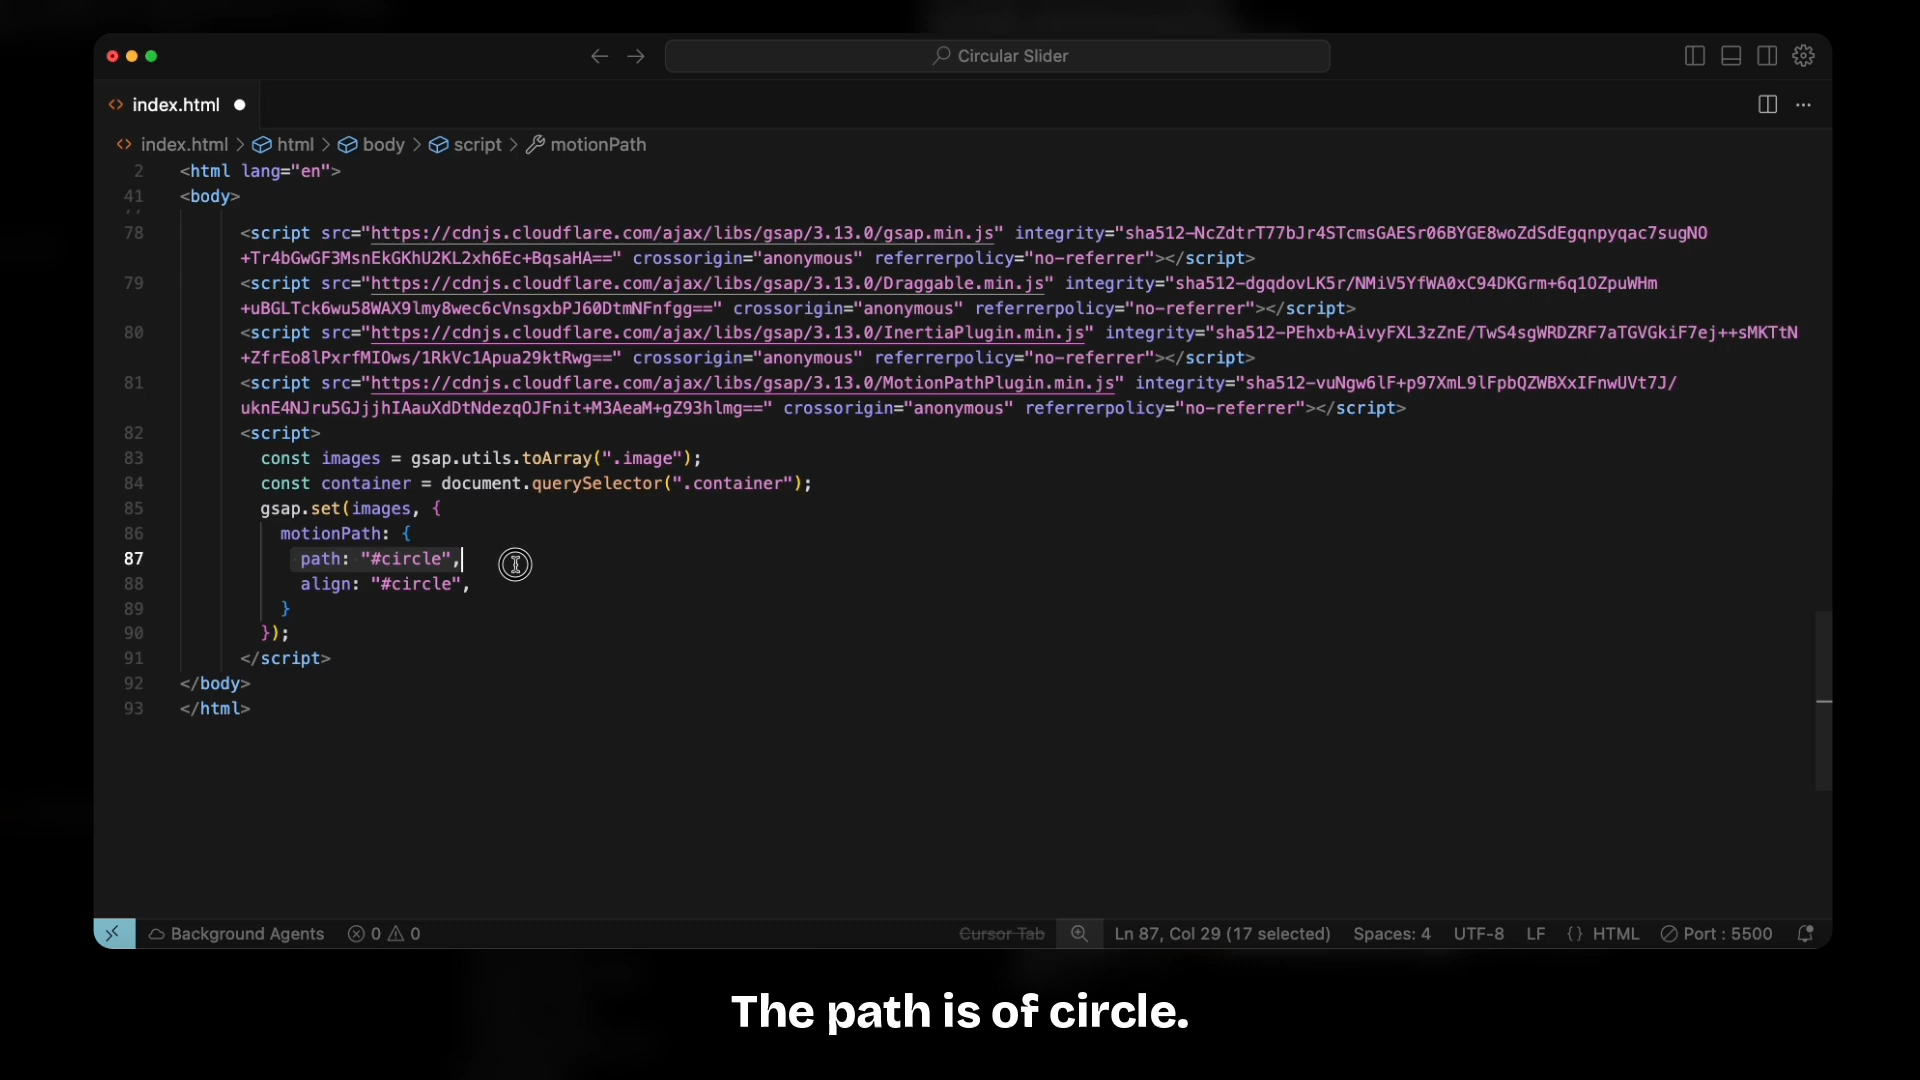 Circular Slider
index.html
index.html > html > body > script > motionPath
2 <html lang="en">
41 <body>
78 <script src="https://cdnjs.cloudflare.com/ajax/libs/gsap/3.13.0/gsap.min.js" integrity="sha512-NcZdtrT77bJr4STcmsGAESr06BYGE8woZdSdEgqnpyqac7sugNO
+Tr4bGwGF3MsnEkGKhU2KL2xh6Ec+BqsaHA==" crossorigin="anonymous" referrerpolicy="no-referrer"></script>
79 <script src="https://cdnjs.cloudflare.com/ajax/libs/gsap/3.13.0/Draggable.min.js" integrity="sha512-dgqdovLK5r/NMiV5YfWA0xC94DKGrm+6q1OZpuWHm
+uBGLTck6wu58WAX9lmy8wec6cVnsgxbPJ60DtmNFnfgg==" crossorigin="anonymous" referrerpolicy="no-referrer"></script>
80 <script src="https://cdnjs.cloudflare.com/ajax/libs/gsap/3.13.0/InertiaPlugin.min.js" integrity="sha512-PEhxb+AivyFXL3zZnE/TwS4sgWRDZRF7aTGVGkiF7ej++sMKTtN
+ZfrEo8lPxrfMIOws/1RkVc1Apua29ktRwg==" crossorigin="anonymous" referrerpolicy="no-referrer"></script>
81 <script src="https://cdnjs.cloudflare.com/ajax/libs/gsap/3.13.0/MotionPathPlugin.min.js" integrity="sha512-vuNgw6lF+p97XmL9lFpbQZWBXxIFnwUVt7J/
uknE4NJru5GJjjhIAauXdDtNdezqOJFnit+M3AeaM+gZ93hlmg==" crossorigin="anonymous" referrerpolicy="no-referrer"></script>
82 <script>
83 const images = gsap.utils.toArray(".image");
84 const container = document.querySelector(".container");
85 gsap.set(images, {
86 motionPath: {
87 path: "#circle",
88 align: "#circle",
89 }
90 });
91 </script>
92 </body>
93 </html>
Background Agents 0 0 Cursor Tab Ln 87, Col 29 (17 selected) Spaces: 4 UTF-8 LF {} HTML Port : 5500
The path is of circle.